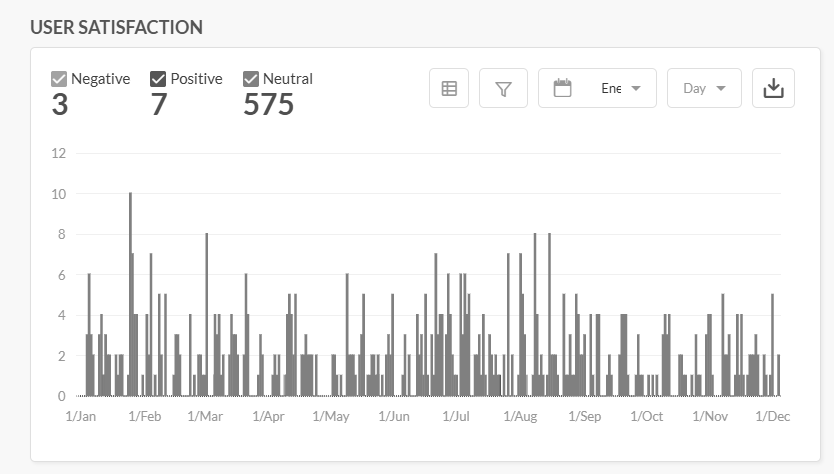 USER SATISFACTION
Negative Positive Neutral
3 7 575
Ene Day
12
10
8
6
4
2
0
1/Jan 1/Feb 1/Mar 1/Apr 1/May 1/Jun 1/Jul 1/Aug 1/Sep 1/Oct 1/Nov 1/Dec